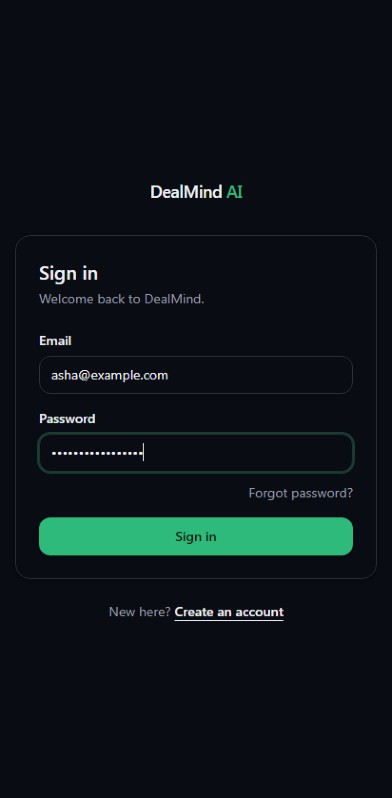 DealMind AI
Sign in
Welcome back to DealMind.
Email
asha@example.com
Password
•••••••••••••••••
Forgot password?
Sign in
New here? Create an account